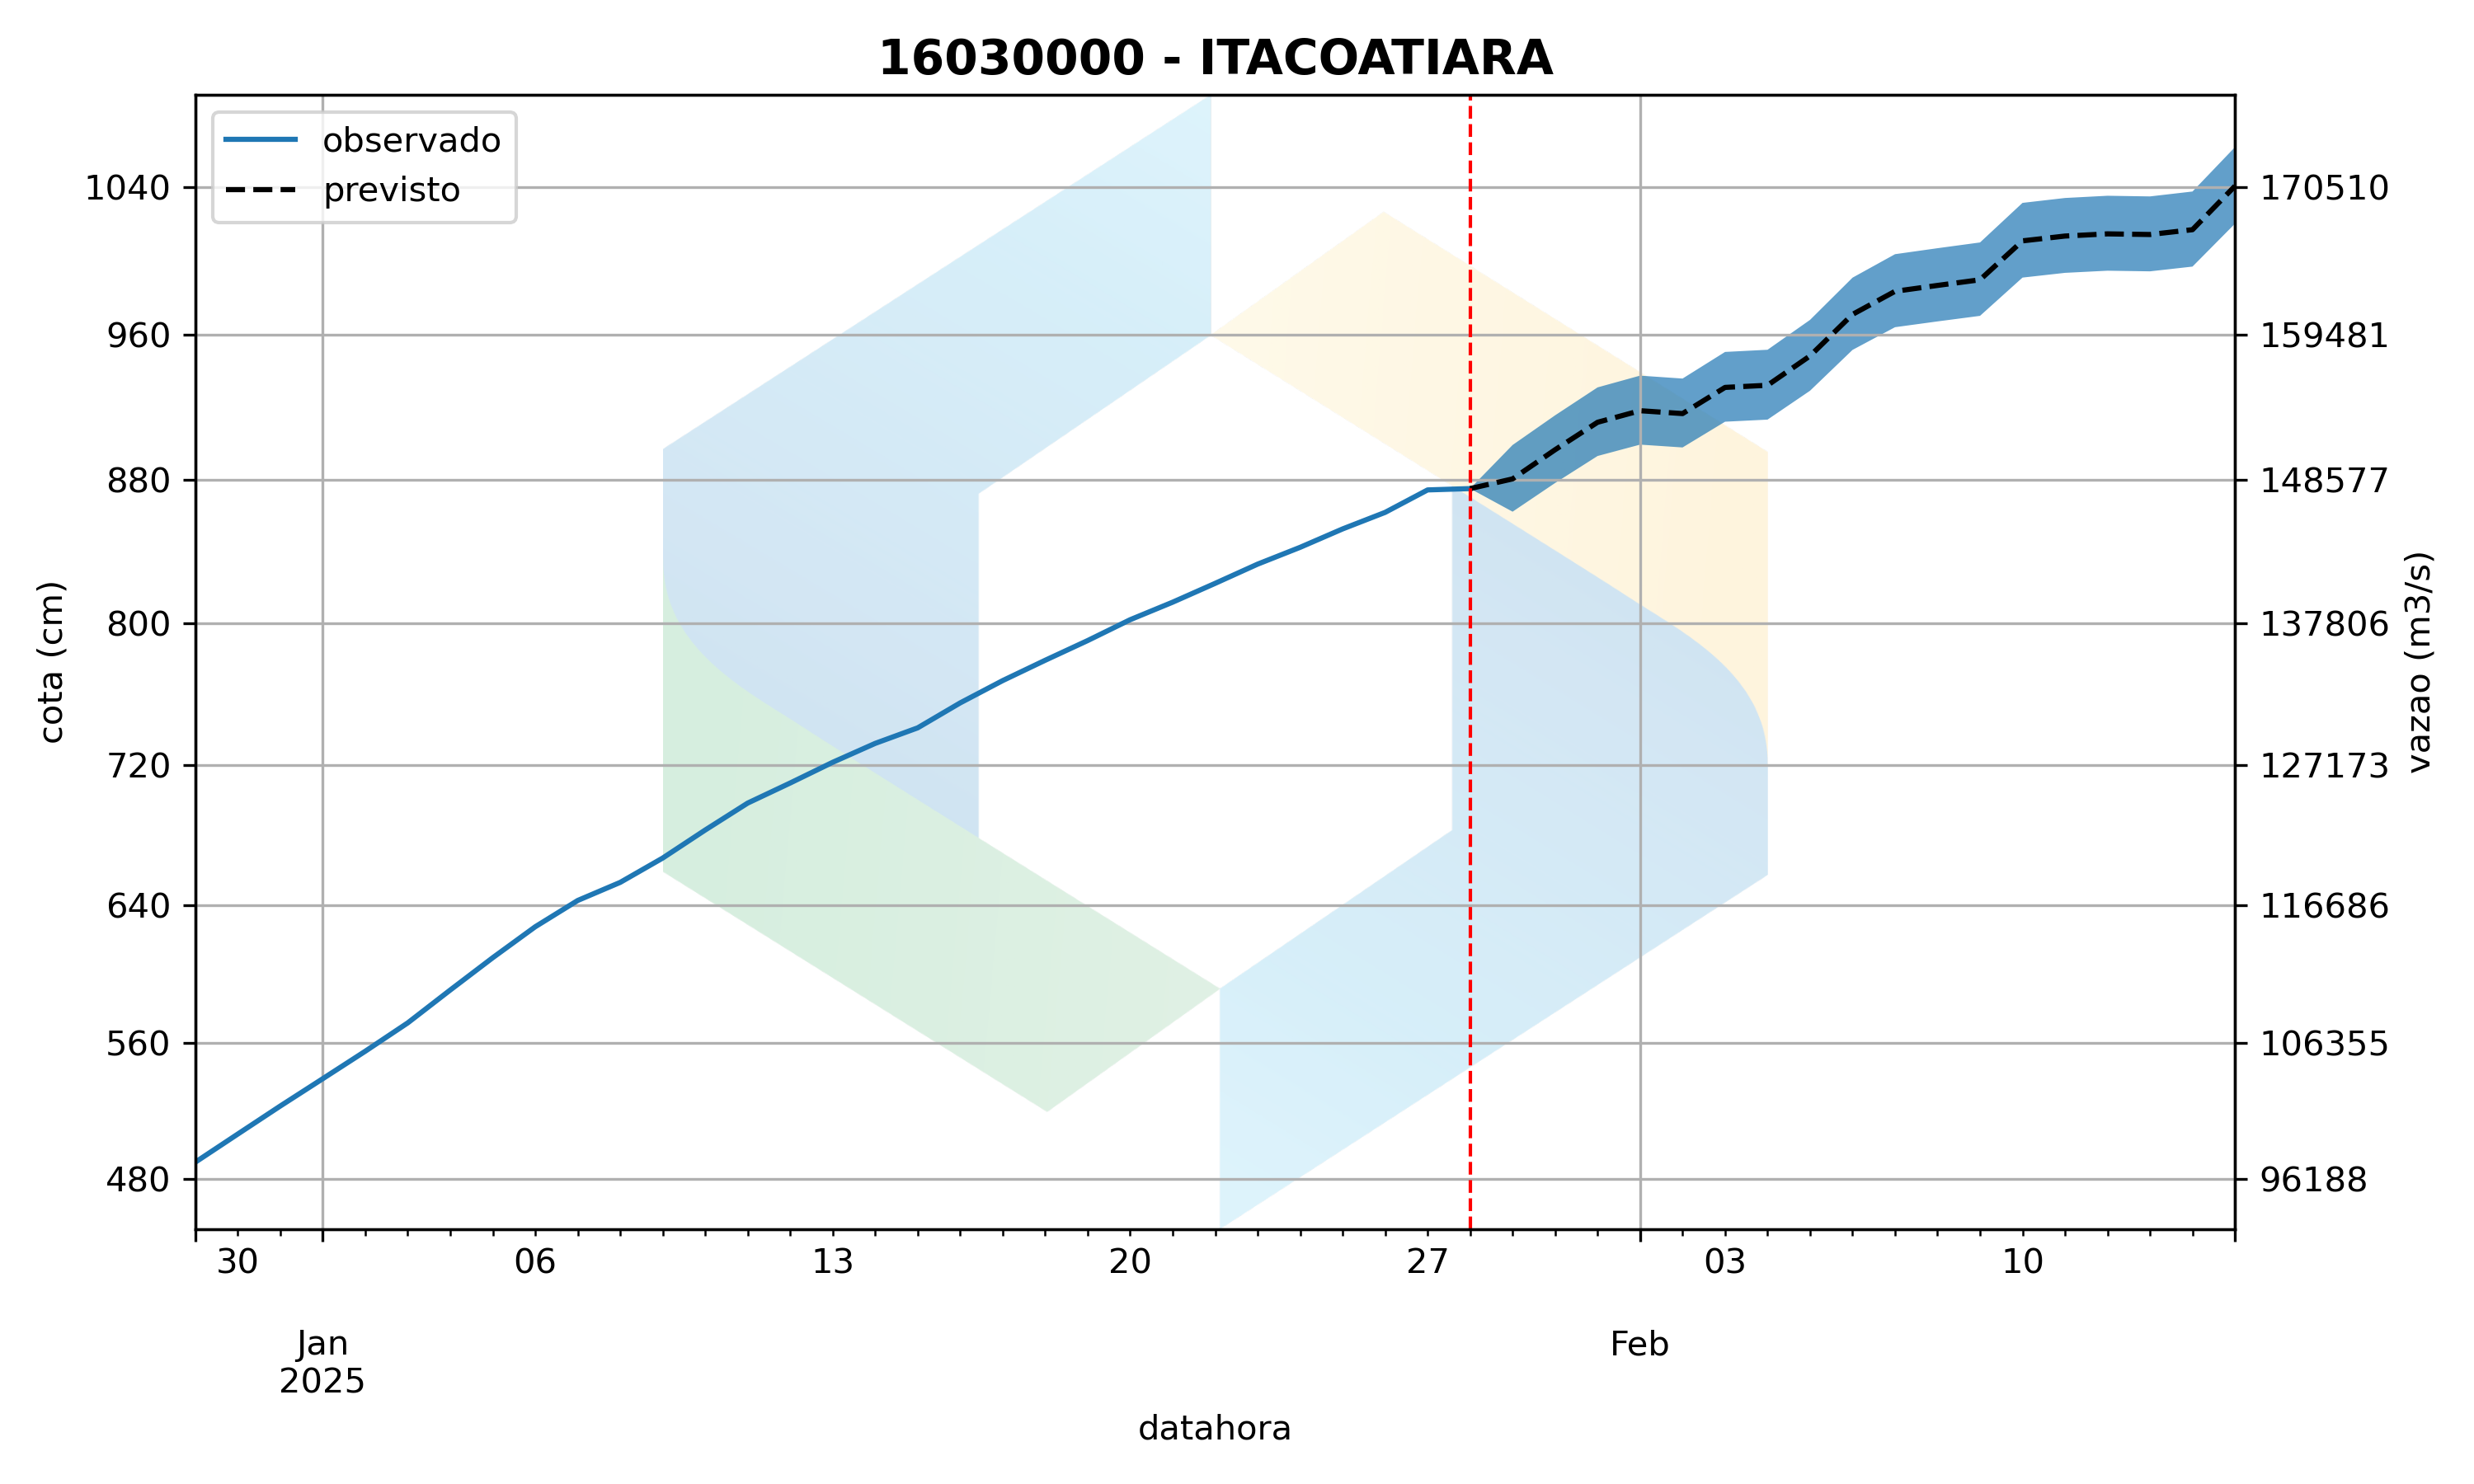 16030000 - ITACOATIARA
observado
previsto
1040
960
880
800
720
640
560
480
cota (cm)
170510
159481
148577
137806
127173
116686
106355
96188
vazao (m3/s)
30 06 13 20 27 03 10
Jan Feb
2025
datahora